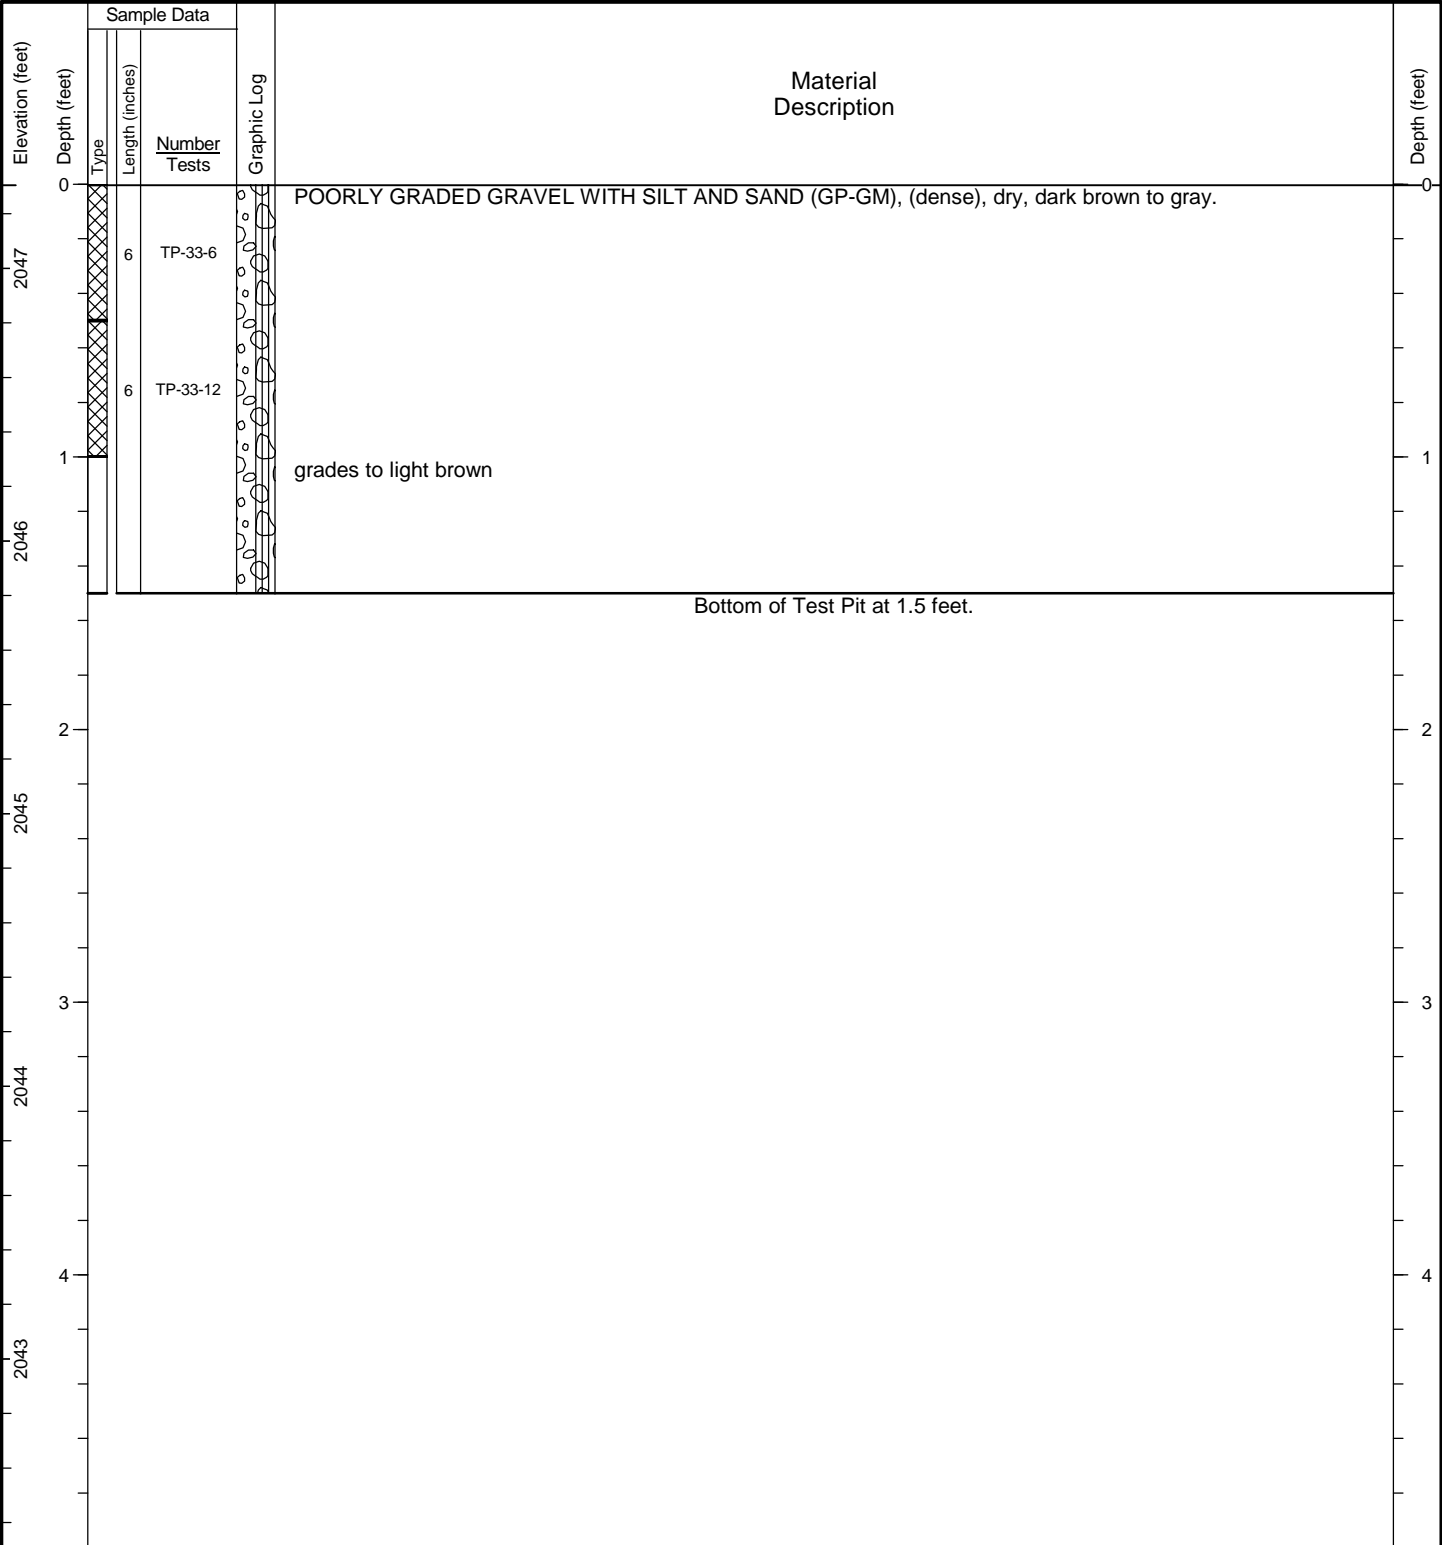 Sample Data
Elevation (feet)
Depth (feet)
Type
Length (inches)
Number
Tests
Graphic Log
Material
Description
Depth (feet)
0
POORLY GRADED GRAVEL WITH SILT AND SAND (GP-GM), (dense), dry, dark brown to gray.
0
2047
6
TP-33-6
6
TP-33-12
1
grades to light brown
1
2046
Bottom of Test Pit at 1.5 feet.
2
2
2045
3
3
2044
4
4
2043